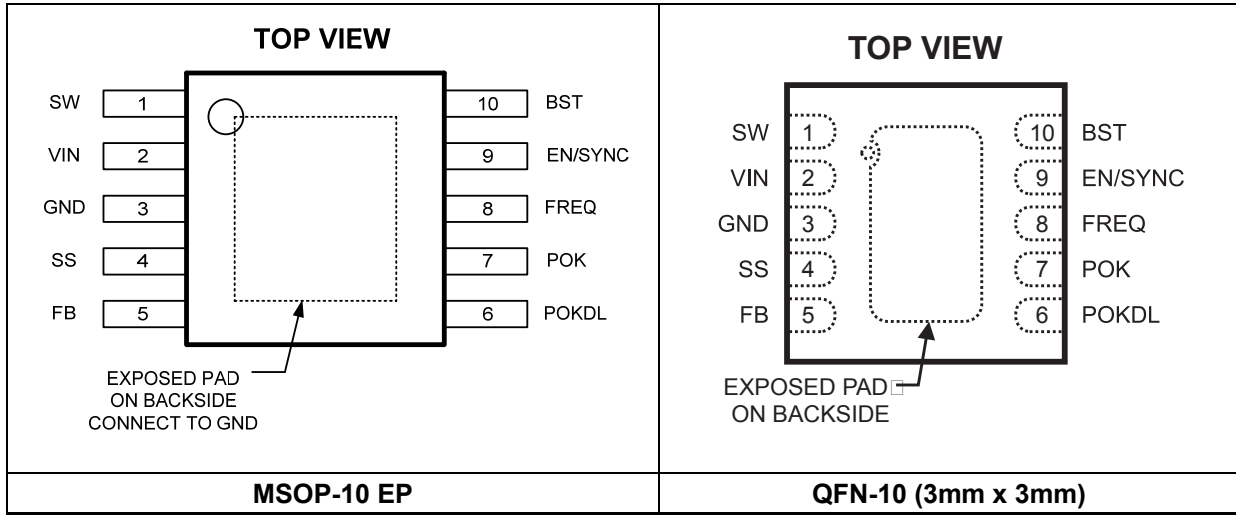 TOP VIEW
SW 1 10 BST
VIN 2 9 EN/SYNC
GND 3 8 FREQ
SS 4 7 POK
FB 5 6 POKDL
EXPOSED PAD
ON BACKSIDE
CONNECT TO GND
MSOP-10 EP
TOP VIEW
SW 1 10 BST
VIN 2 9 EN/SYNC
GND 3 8 FREQ
SS 4 7 POK
FB 5 6 POKDL
EXPOSED PAD
ON BACKSIDE
QFN-10 (3mm x 3mm)